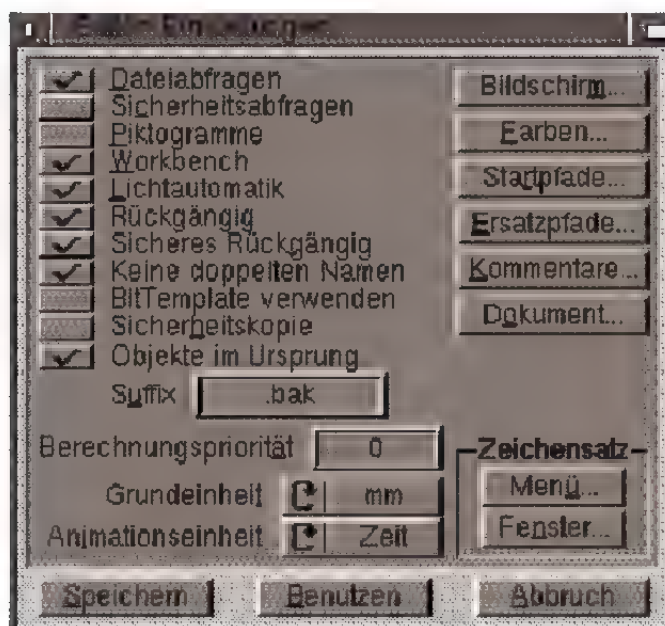 Dateiabfragen
Sicherheitsabfragen
Piktogramme
Workbench
Lichtautomatik
Rückgängig
Sicheres Rückgängig
Keine doppelten Namen
BltTemplate verwenden
Sicherheitskopie
Objekte im Ursprung
Suffix .bak
Berechnungspriorität 0
Grundeinheit mm
Animationseinheit Zeit
Bildschirm...
Farben...
Startpfade...
Ersatzpfade...
Kommentare...
Dokument...
Zeichensatz
Menü...
Fenster...
Speichern Benutzen Abbruch